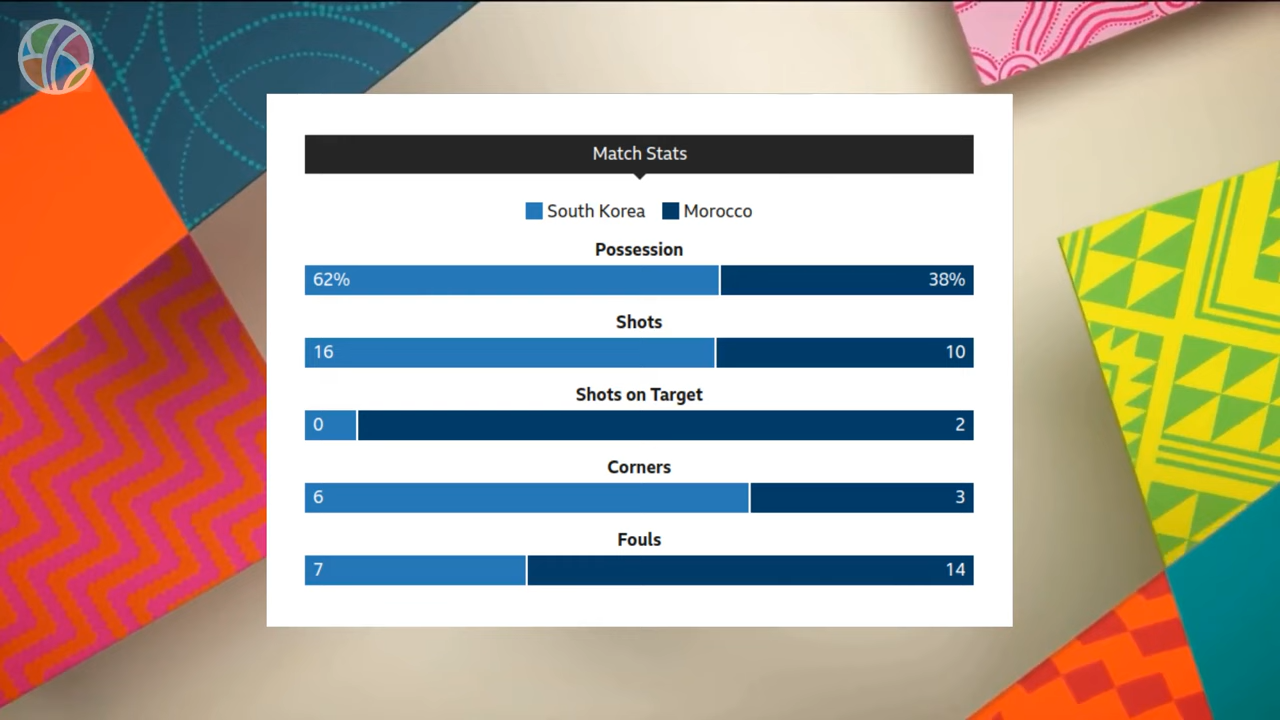 Match Stats
South Korea Morocco
Possession
62% 38%
Shots
16 10
Shots on Target
0 2
Corners
6 3
Fouls
7 14